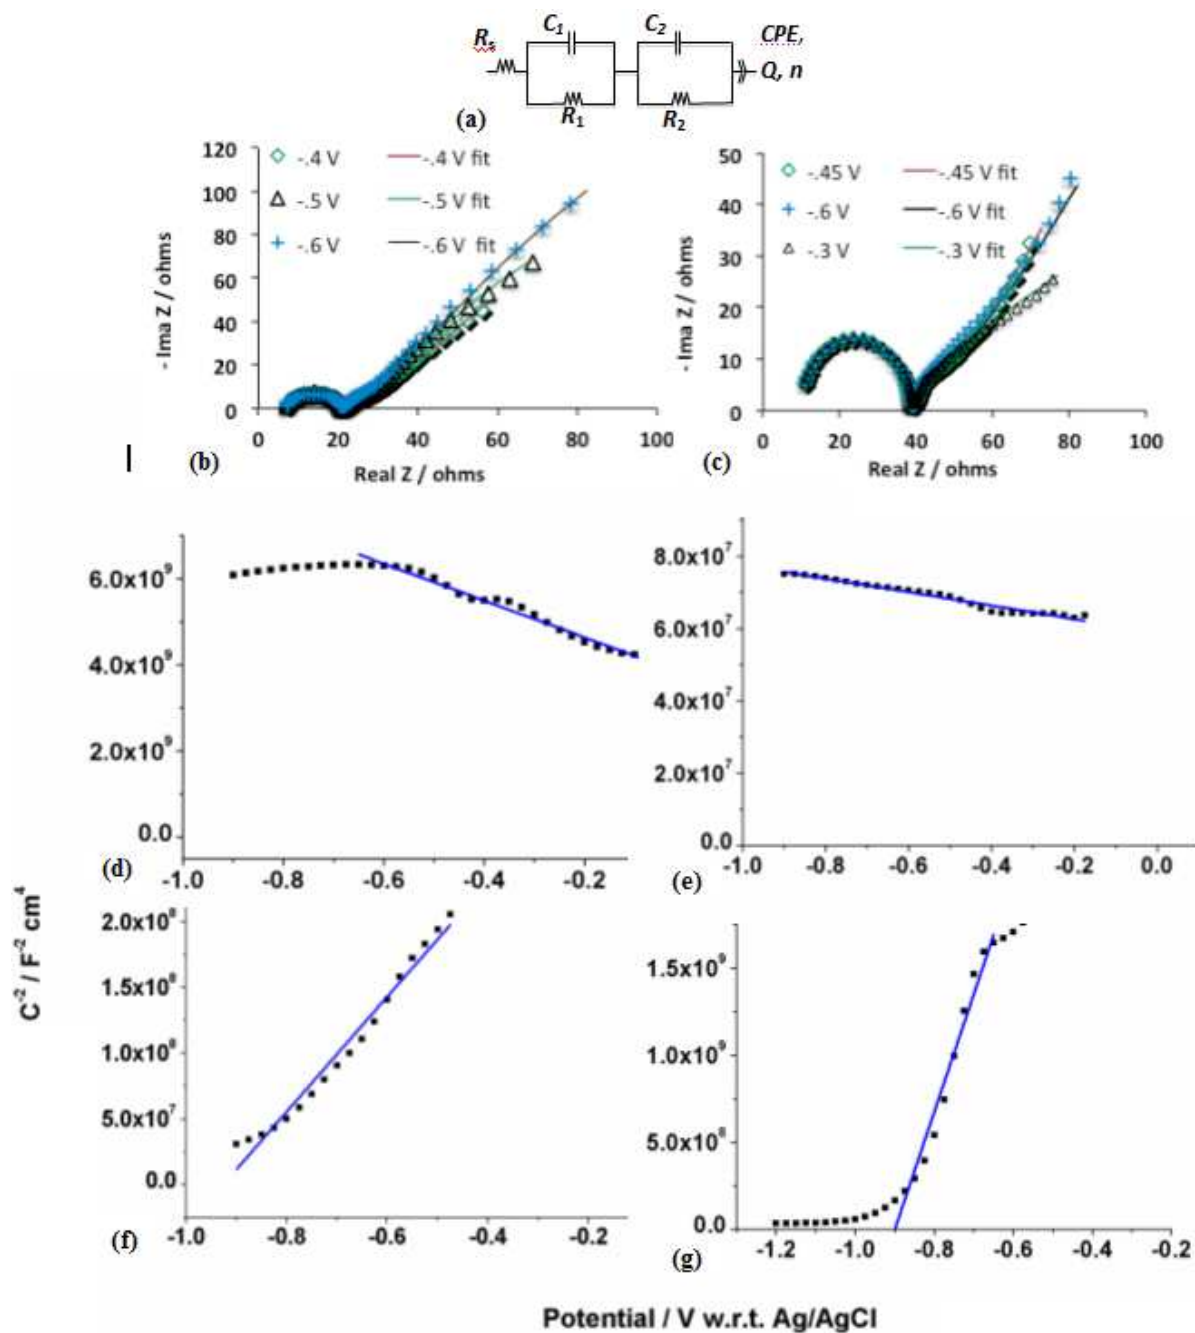 C1 C2 CPE,
Rs Q, n
R1 R2
(a)
120 100 80 60 40 20 0
- Ima Z / ohms
-.4 V -.4 V fit
-.5 V -.5 V fit
-.6 V -.6 V fit
0 20 40 60 80 100
(b)
Real Z / ohms
50 40 30 20 10 0
- Ima Z / ohms
-.45 V -.45 V fit
-.6 V -.6 V fit
-.3 V -.3 V fit
0 20 40 60 80 100
(c)
Real Z / ohms
6.0x10⁹
4.0x10⁹
2.0x10⁹
0.0
(d)
-1.0 -0.8 -0.6 -0.4 -0.2
8.0x10⁷
6.0x10⁷
4.0x10⁷
2.0x10⁷
0.0
-1.0 -0.8 -0.6 -0.4 -0.2 0.0
(e)
C⁻² / F⁻² cm⁴
2.0x10⁸
1.5x10⁸
1.0x10⁸
5.0x10⁷
0.0
(f)
-1.0 -0.8 -0.6 -0.4 -0.2
1.5x10⁹
1.0x10⁹
5.0x10⁸
0.0
(g)
-1.2 -1.0 -0.8 -0.6 -0.4 -0.2
Potential / V w.r.t. Ag/AgCl